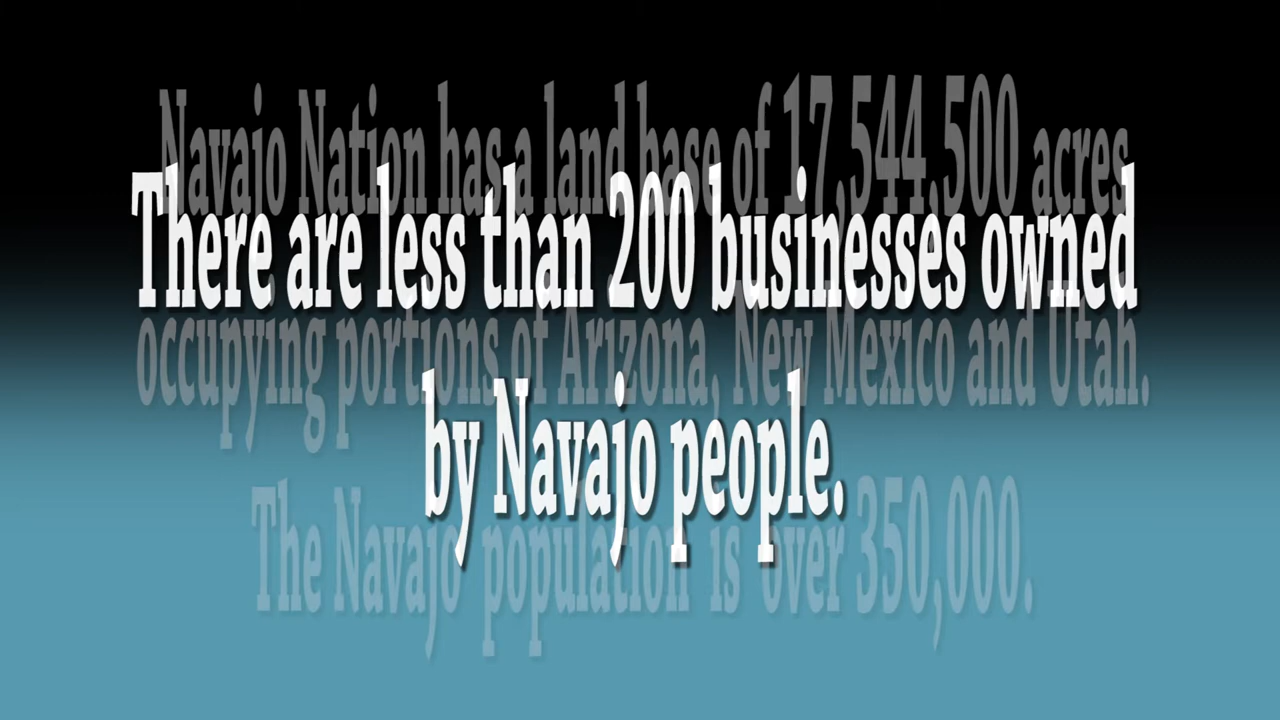 Navajo Nation has a land base of 17,544,500 acres
There are less than 200 businesses owned
occupying portions of Arizona, New Mexico and Utah.
by Navajo people.
The Navajo population is over 350,000.